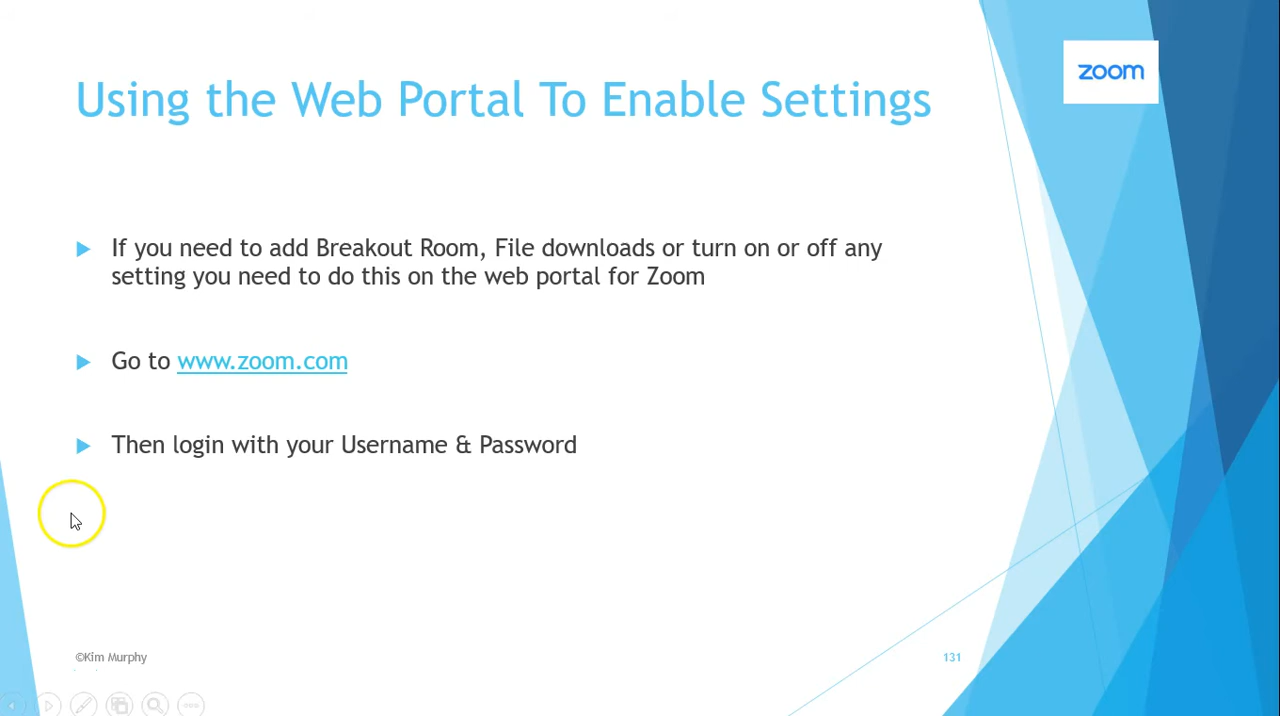 zoom
Using the Web Portal To Enable Settings
If you need to add Breakout Room, File downloads or turn on or off any
setting you need to do this on the web portal for Zoom
Go to www.zoom.com
Then login with your Username & Password
©Kim Murphy
131